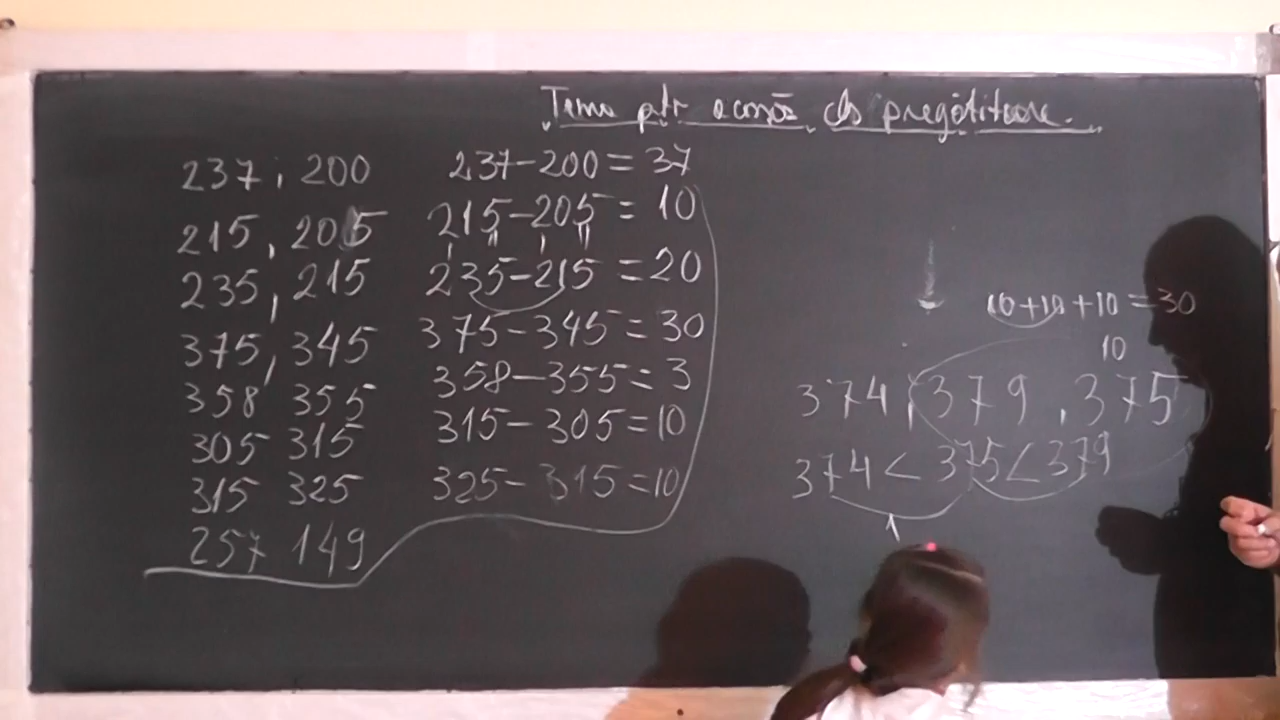 Tema ptr acasă de pregătitoare.
237 ; 200
215 , 205
235 , 215
375 , 345
358 355
305 315
315 325
257 149
237-200=37
215-205=10
235-215=20
375-345=30
358-355=3
315-305=10
325-315=10
10+10+10=30
10
374 ; 379 , 375
374<375<379
1